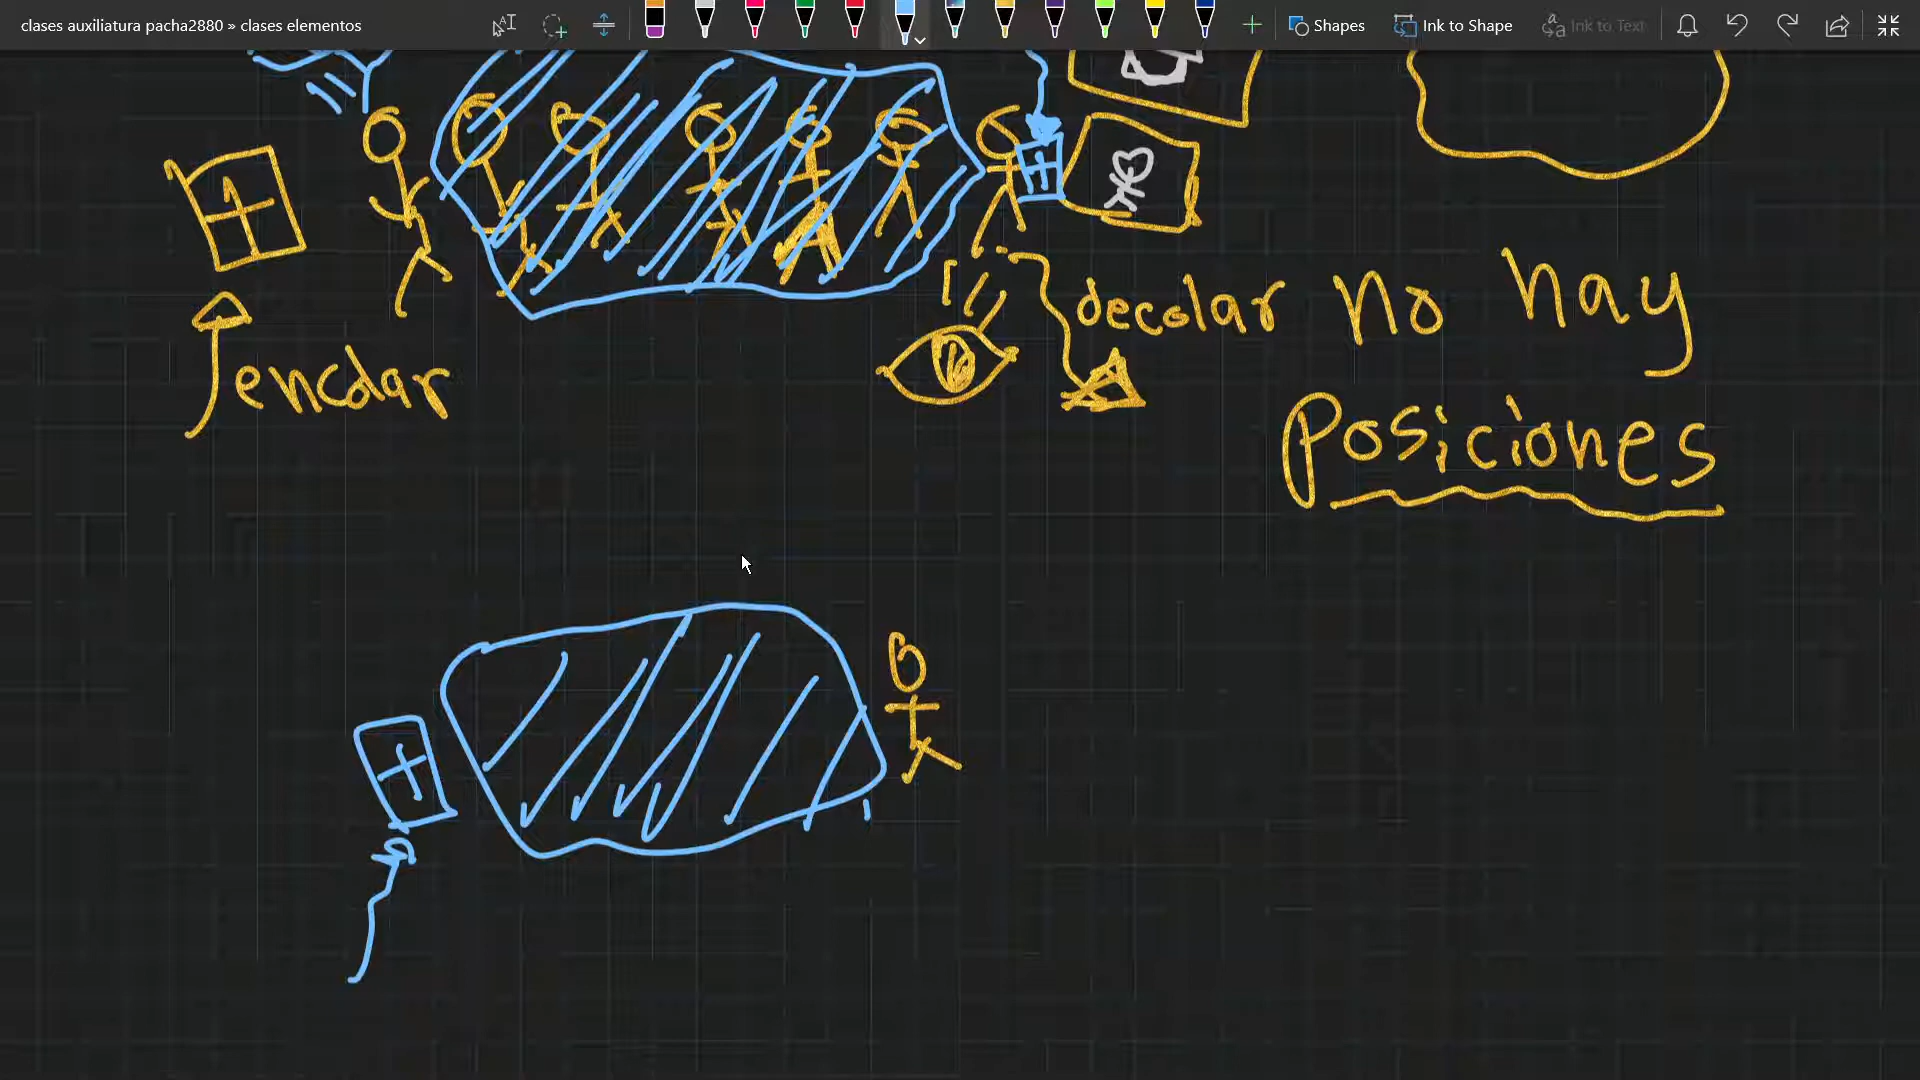 clases auxiliatura pacha2880 » clases elementos
Shapes
Ink to Shape
Ink to Text
decolar no hay
encolar
posiciones